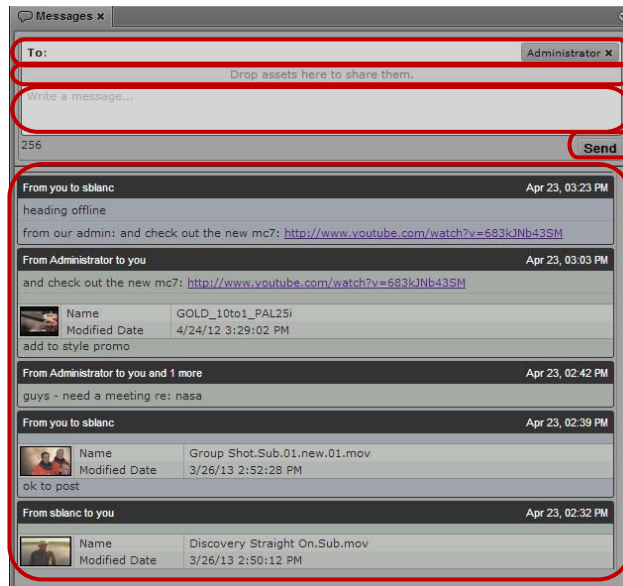 Messages x
To: Administrator x
Drop assets here to share them.
Write a message...
256 Send
From you to sblanc Apr 23, 03:23 PM
heading offline
from our admin: and check out the new mc7: http://www.youtube.com/watch?v=683kJNb43SM
From Administrator to you Apr 23, 03:03 PM
and check out the new mc7: http://www.youtube.com/watch?v=683kJNb43SM
Name GOLD_10to1_PAL25i
Modified Date 4/24/12 3:29:02 PM
add to style promo
From Administrator to you and 1 more Apr 23, 02:42 PM
guys - need a meeting re: nasa
From you to sblanc Apr 23, 02:39 PM
Name Group Shot.Sub.01.new.01.mov
Modified Date 3/26/13 2:52:28 PM
ok to post
From sblanc to you Apr 23, 02:32 PM
Name Discovery Straight On.Sub.mov
Modified Date 3/26/13 2:50:12 PM